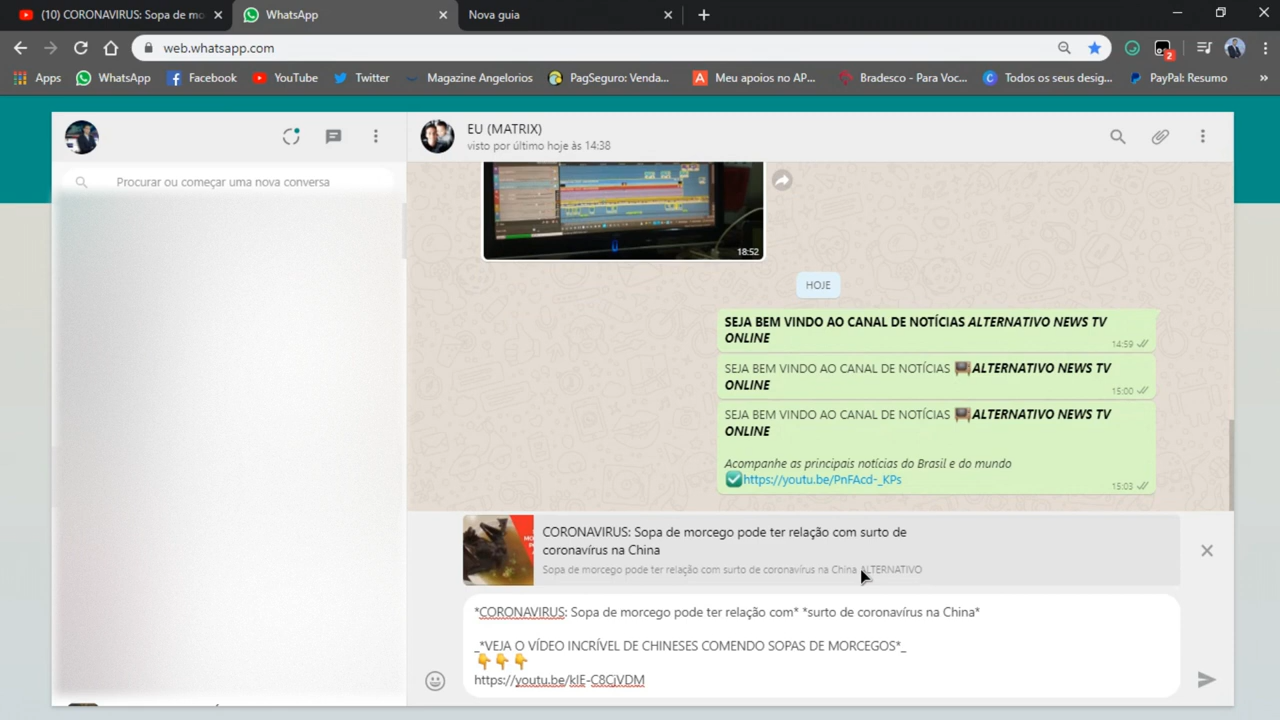 (10) CORONAVIRUS: Sopa de mo
WhatsApp
Nova guia
web.whatsapp.com
2
Apps
WhatsApp
Facebook
YouTube
Twitter
Magazine Angelorios
PagSeguro: Venda...
Meu apoios no AP...
Bradesco - Para Voc...
Todos os seus desig...
PayPal: Resumo
»
EU (MATRIX)
visto por último hoje às 14:38
Procurar ou começar uma nova conversa
18:52
HOJE
SEJA BEM VINDO AO CANAL DE NOTÍCIAS ALTERNATIVO NEWS TV
ONLINE
14:59
SEJA BEM VINDO AO CANAL DE NOTÍCIAS 📺ALTERNATIVO NEWS TV
ONLINE
15:00
SEJA BEM VINDO AO CANAL DE NOTÍCIAS 📺ALTERNATIVO NEWS TV
ONLINE
Acompanhe as principais notícias do Brasil e do mundo
✅https://youtu.be/PnFAcd-_KPs
15:03
CORONAVIRUS: Sopa de morcego pode ter relação com surto de
coronavírus na China
Sopa de morcego pode ter relação com surto de coronavírus na China ALTERNATIVO
*CORONAVIRUS: Sopa de morcego pode ter relação com* *surto de coronavírus na China*
_*VEJA O VÍDEO INCRÍVEL DE CHINESES COMENDO SOPAS DE MORCEGOS*_
👇👇👇
https://youtu.be/kIE-C8CjVDM